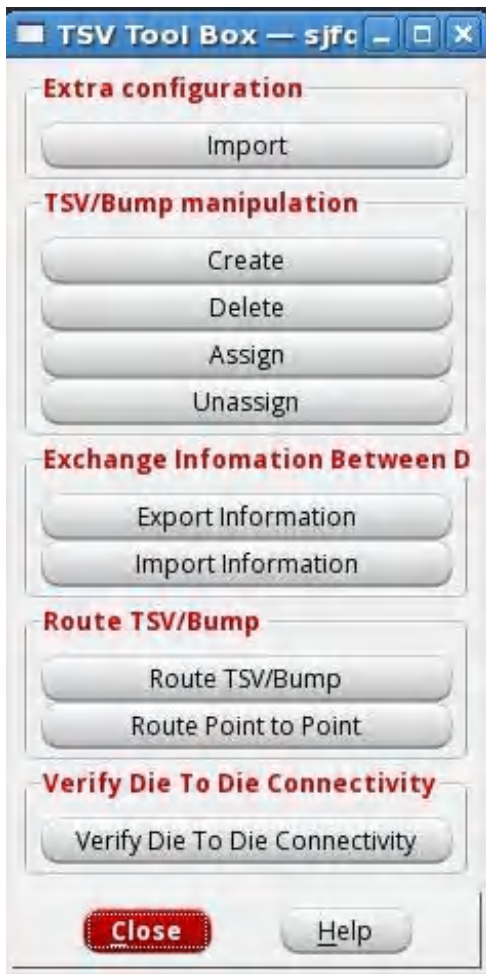 TSV Tool Box — sjfc
Extra configuration
Import
TSV/Bump manipulation
Create
Delete
Assign
Unassign
Exchange Infomation Between D
Export Information
Import Information
Route TSV/Bump
Route TSV/Bump
Route Point to Point
Verify Die To Die Connectivity
Verify Die To Die Connectivity
Close Help